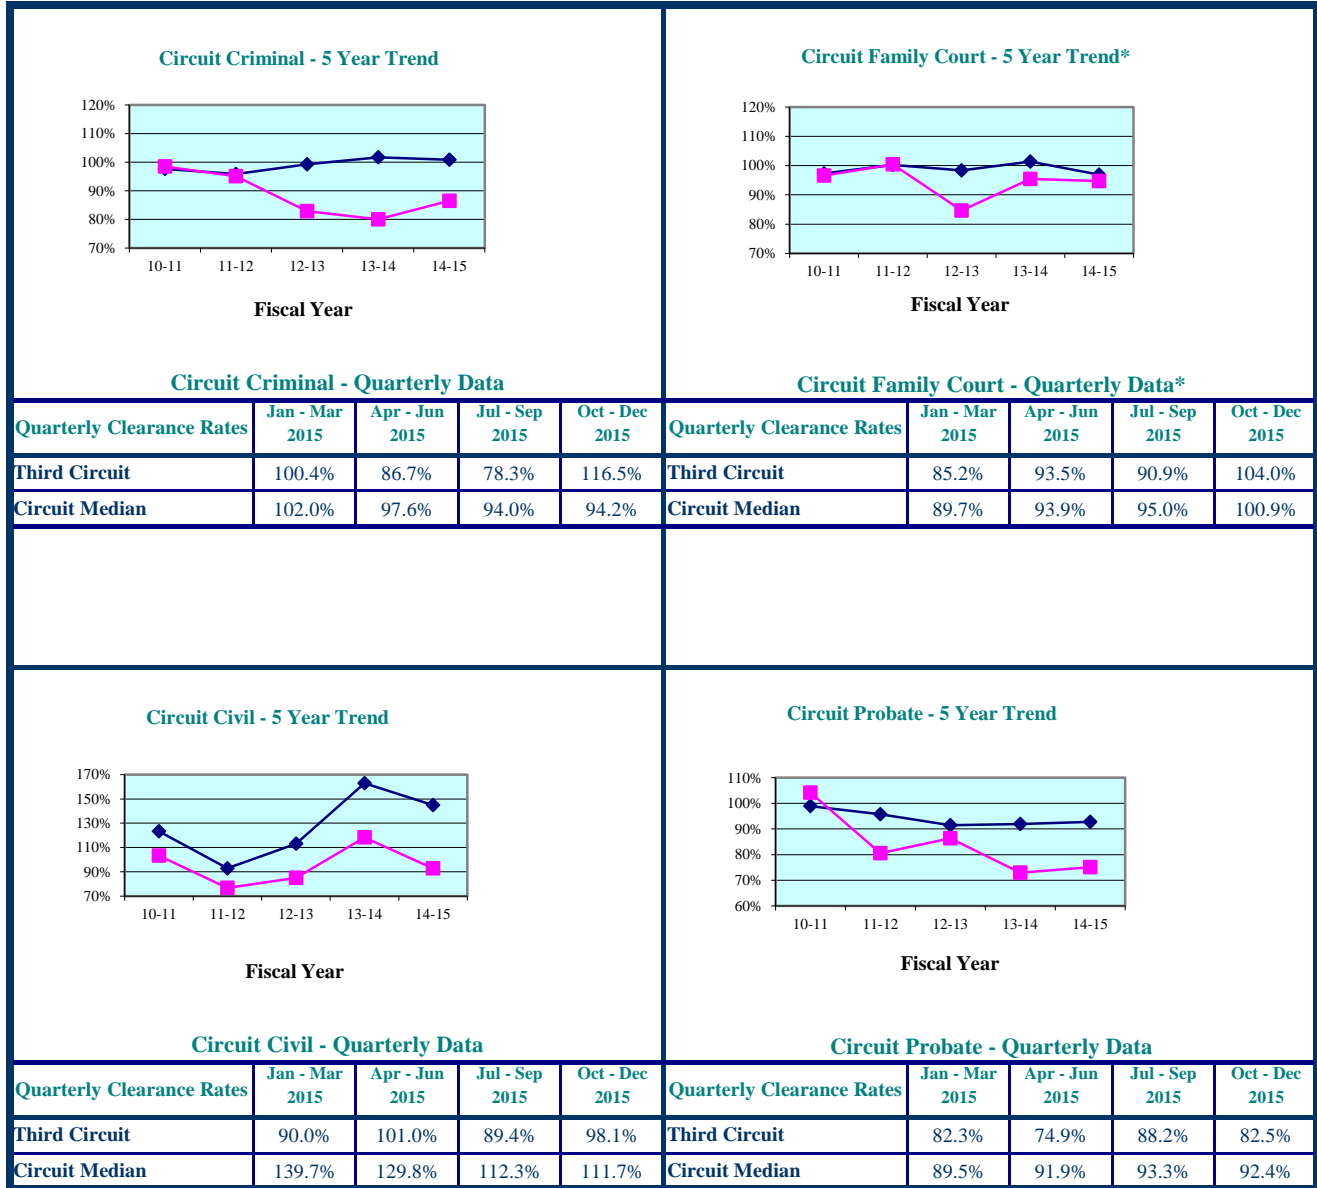 Circuit Criminal - 5 Year Trend
120%
110%
100%
90%
80%
70%
10-11 11-12 12-13 13-14 14-15
Fiscal Year
Circuit Criminal - Quarterly Data
Quarterly Clearance Rates Jan - Mar 2015 Apr - Jun 2015 Jul - Sep 2015 Oct - Dec 2015
Third Circuit 100.4% 86.7% 78.3% 116.5%
Circuit Median 102.0% 97.6% 94.0% 94.2%
Circuit Family Court - 5 Year Trend*
120%
110%
100%
90%
80%
70%
10-11 11-12 12-13 13-14 14-15
Fiscal Year
Circuit Family Court - Quarterly Data*
Quarterly Clearance Rates Jan - Mar 2015 Apr - Jun 2015 Jul - Sep 2015 Oct - Dec 2015
Third Circuit 85.2% 93.5% 90.9% 104.0%
Circuit Median 89.7% 93.9% 95.0% 100.9%
Circuit Civil - 5 Year Trend
170%
150%
130%
110%
90%
70%
10-11 11-12 12-13 13-14 14-15
Fiscal Year
Circuit Civil - Quarterly Data
Quarterly Clearance Rates Jan - Mar 2015 Apr - Jun 2015 Jul - Sep 2015 Oct - Dec 2015
Third Circuit 90.0% 101.0% 89.4% 98.1%
Circuit Median 139.7% 129.8% 112.3% 111.7%
Circuit Probate - 5 Year Trend
110%
100%
90%
80%
70%
60%
10-11 11-12 12-13 13-14 14-15
Fiscal Year
Circuit Probate - Quarterly Data
Quarterly Clearance Rates Jan - Mar 2015 Apr - Jun 2015 Jul - Sep 2015 Oct - Dec 2015
Third Circuit 82.3% 74.9% 88.2% 82.5%
Circuit Median 89.5% 91.9% 93.3% 92.4%